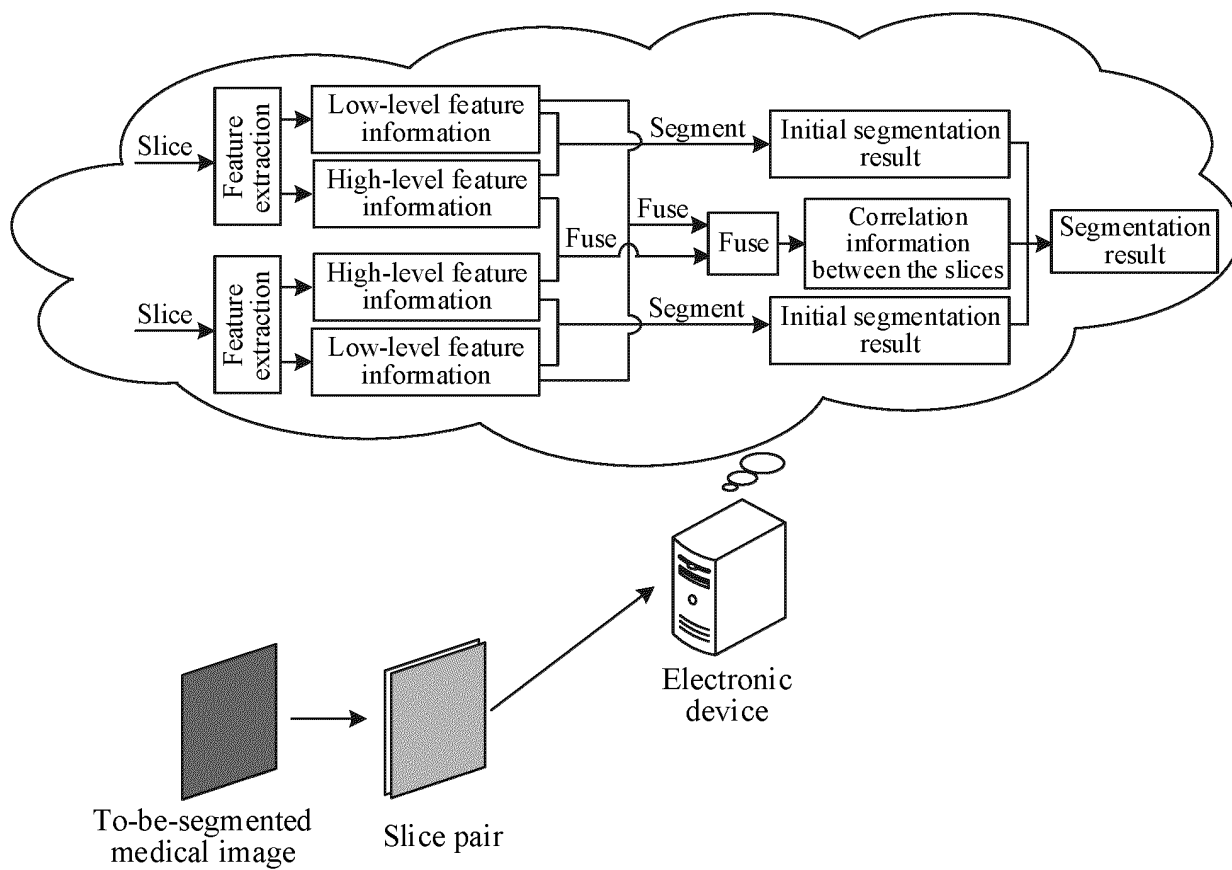 Slice
Feature
extraction
Low-level feature
information
High-level feature
information
Segment
Initial segmentation
result
Fuse
Fuse
Fuse
Correlation
information
between the slices
Segmentation
result
Slice
Feature
extraction
High-level feature
information
Low-level feature
information
Segment
Initial segmentation
result
Electronic
device
To-be-segmented
medical image
Slice pair